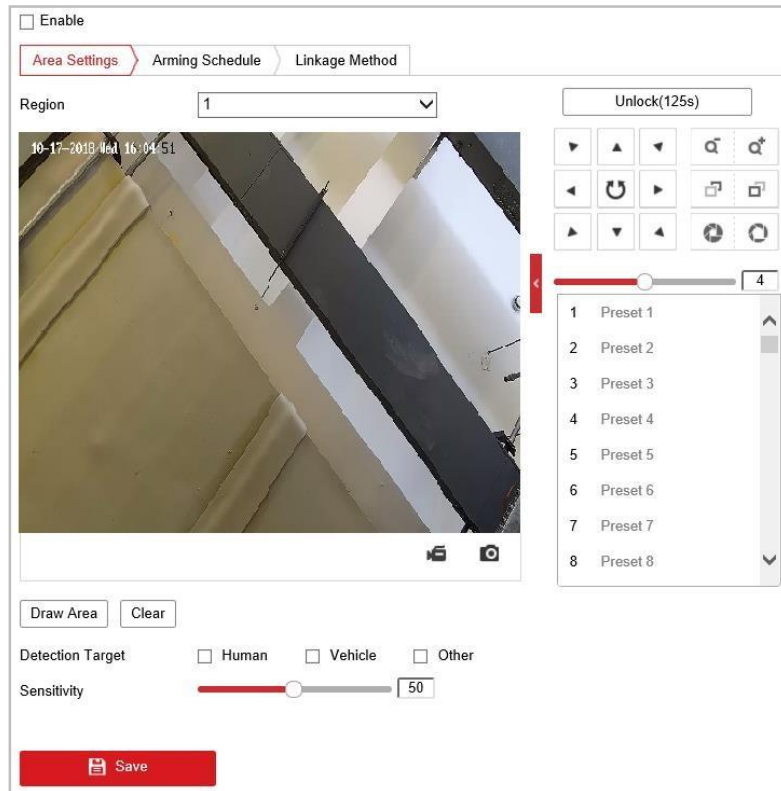 Enable
Area Settings Arming Schedule Linkage Method
Region 1
Unlock(125s)
10-17-2018 Wed 16:04:51
4
1 Preset 1
2 Preset 2
3 Preset 3
4 Preset 4
5 Preset 5
6 Preset 6
7 Preset 7
8 Preset 8
Draw Area Clear
Detection Target Human Vehicle Other
Sensitivity 50
Save